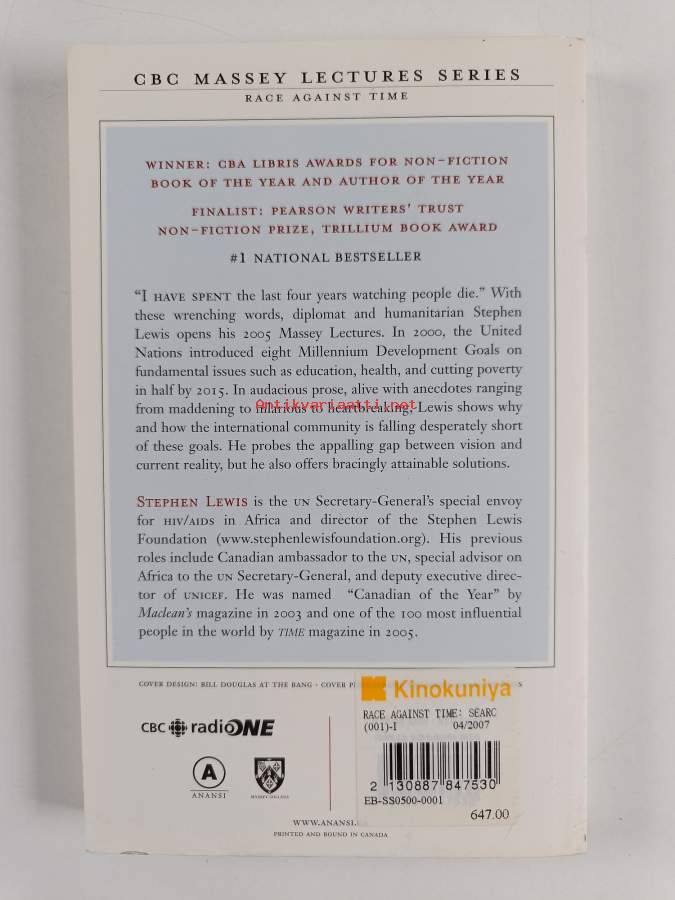 CBC MASSEY LECTURES SERIES
RACE AGAINST TIME
WINNER: CBA LIBRIS AWARDS FOR NON-FICTION
BOOK OF THE YEAR AND AUTHOR OF THE YEAR
FINALIST: PEARSON WRITERS' TRUST
NON-FICTION PRIZE, TRILLIUM BOOK AWARD
#1 NATIONAL BESTSELLER
"I HAVE SPENT the last four years watching people die." With
these wrenching words, diplomat and humanitarian Stephen
Lewis opens his 2005 Massey Lectures. In 2000, the United
Nations introduced eight Millennium Development Goals on
fundamental issues such as education, health, and cutting poverty
in half by 2015. In audacious prose, alive with anecdotes ranging
Antikvariaatti.net
from maddening to hilarious to heartbreaking, Lewis shows why
and how the international community is falling desperately short
of these goals. He probes the appalling gap between vision and
current reality, but he also offers bracingly attainable solutions.
STEPHEN LEWIS is the UN Secretary-General's special envoy
for HIV/AIDS in Africa and director of the Stephen Lewis
Foundation (www.stephenlewisfoundation.org). His previous
roles include Canadian ambassador to the UN, special advisor on
Africa to the UN Secretary-General, and deputy executive direc-
tor of UNICEF. He was named "Canadian of the Year" by
Maclean's magazine in 2003 and one of the 100 most influential
people in the world by TIME magazine in 2005.
COVER DESIGN: BILL DOUGLAS AT THE BANG · COVER
Kinokuniya
RACE AGAINST TIME: SEARC
(001)-I 04/2007
2 130887 847530
EB-SS0500-0001
647.00
CBC radiOONE
A
ANANSI
MASSEY COLLEGE
WWW.ANANSI.
PRINTED AND BOUND IN CANADA